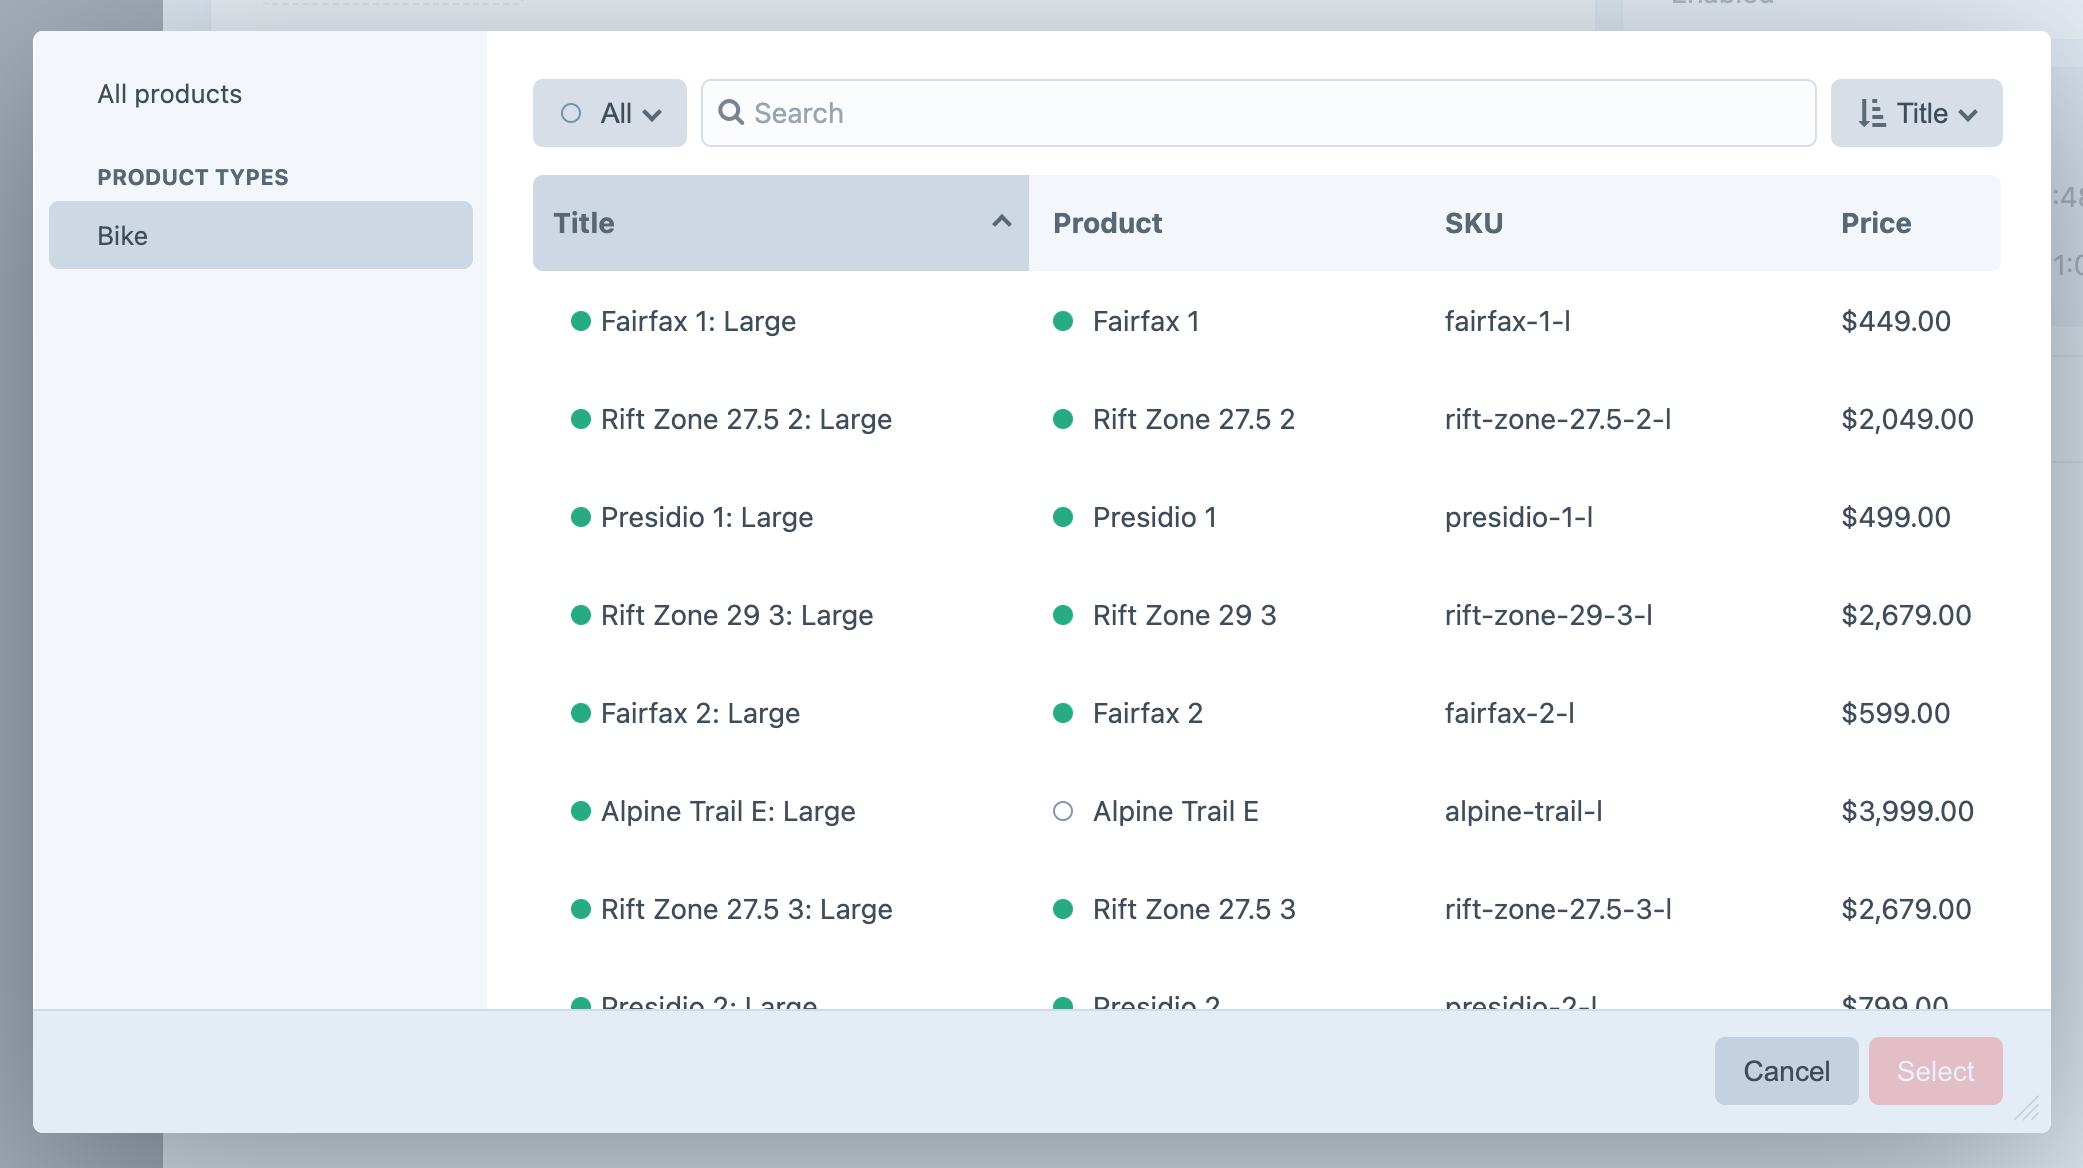 Enabled
All products
PRODUCT TYPES
Bike
All
Search
Title
Title Product SKU Price
Fairfax 1: Large Fairfax 1 fairfax-1-l $449.00
Rift Zone 27.5 2: Large Rift Zone 27.5 2 rift-zone-27.5-2-l $2,049.00
Presidio 1: Large Presidio 1 presidio-1-l $499.00
Rift Zone 29 3: Large Rift Zone 29 3 rift-zone-29-3-l $2,679.00
Fairfax 2: Large Fairfax 2 fairfax-2-l $599.00
Alpine Trail E: Large Alpine Trail E alpine-trail-l $3,999.00
Rift Zone 27.5 3: Large Rift Zone 27.5 3 rift-zone-27.5-3-l $2,679.00
Presidio 2: Large Presidio 2 presidio-2-l $799.00
Cancel Select